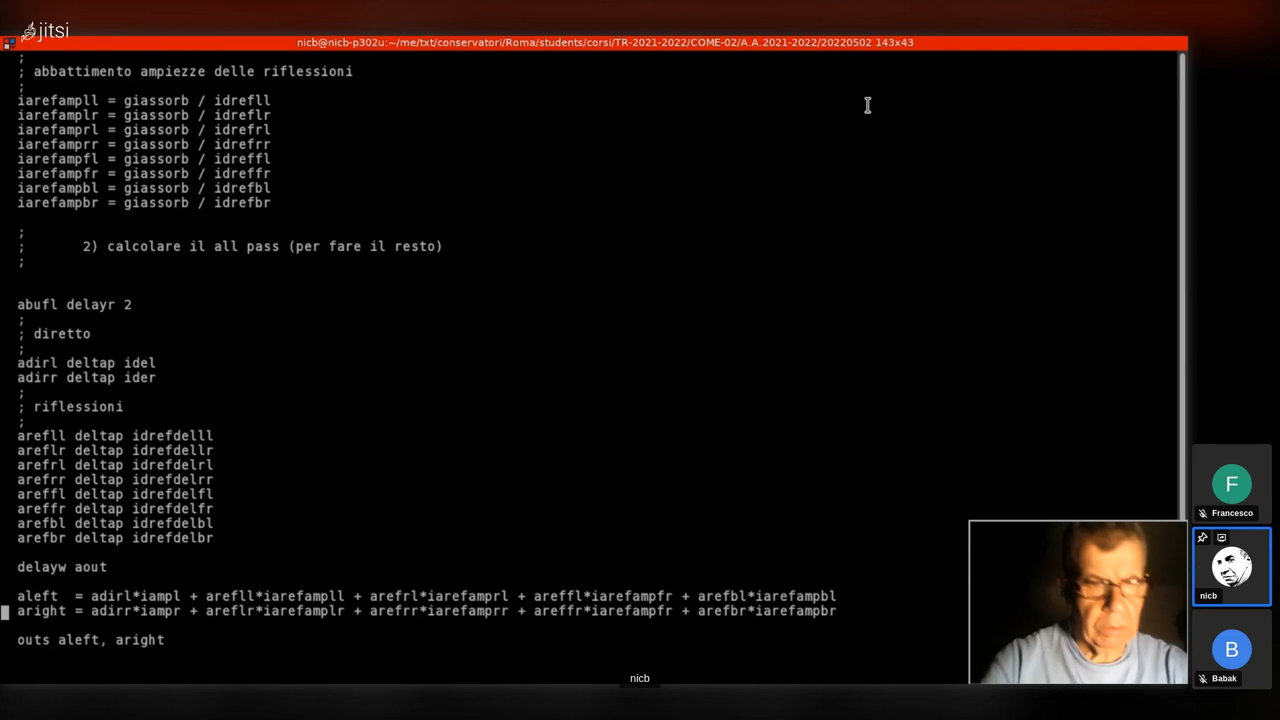 jitsi
nicb@nicb-p302u:~/me/txt/conservatori/Roma/students/corsi/TR-2021-2022/COME-02/A.A.2021-2022/20220502 143x43
;
; abbattimento ampiezze delle riflessioni
;
iarefampll = giassorb / idrefll
iarefamplr = giassorb / idreflr
iarefamprl = giassorb / idrefrl
iarefamprr = giassorb / idrefrr
iarefampfl = giassorb / idreffl
iarefampfr = giassorb / idreffr
iarefampbl = giassorb / idrefbl
iarefampbr = giassorb / idrefbr
;
;       2) calcolare il all pass (per fare il resto)
;
abufl delayr 2
;
; diretto
;
adirl deltap idel
adirr deltap ider
;
; riflessioni
;
arefll deltap idrefdelll
areflr deltap idrefdellr
arefrl deltap idrefdelrl
arefrr deltap idrefdelrr
areffl deltap idrefdelfl
areffr deltap idrefdelfr
arefbl deltap idrefdelbl
arefbr deltap idrefdelbr
delayw aout
aleft  = adirl*iampl + arefll*iarefampll + arefrl*iarefamprl + areffl*iarefampfr + arefbl*iarefampbl
aright = adirr*iampr + areflr*iarefamplr + arefrr*iarefamprr + areffr*iarefampfr + arefbr*iarefampbr
outs aleft, aright
nicb
F
Francesco
nicb
B
Babak